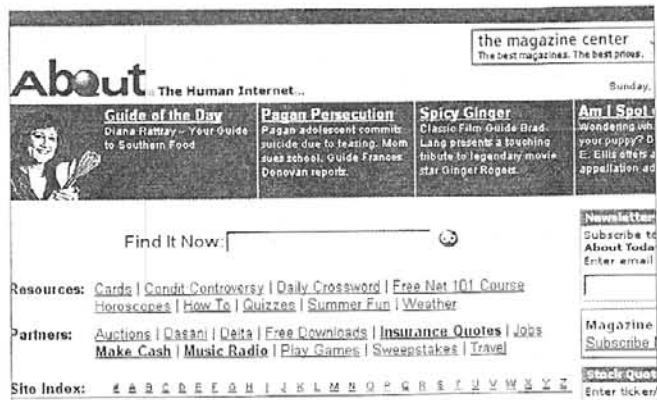 the magazine center
The best magazines. The best prices.
About The Human Internet...
Sunday,
Guide of the Day
Diana Rattray - Your Guide
to Southern Food
Pagan Persecution
Pagan adolescent commits
suicide due to teasing. Mom
sues school. Guide Frances
Donovan reports.
Spicy Ginger
Classic Film Guide Brad
Lang presents a touching
tribute to legendary movie
star Ginger Rogers.
Am I Spot
Wondering wh
your puppy? D
E. Ellis offers a
appellation ad
Find It Now:
Newsletter
Subscribe to
About Toda
Enter email
Resources: Cards | Condit Controversy | Daily Crossword | Free Net 101 Course
Horoscopes | How To | Quizzes | Summer Fun | Weather
Partners: Auctions | Dasani | Delta | Free Downloads | Insurance Quotes | Jobs
Make Cash | Music Radio | Play Games | Sweepstakes | Travel
Magazine
Subscribe
Site Index: # A B C D E F G H I J K L M N O P Q R S T U V W X Y Z
Stock Quot
Enter ticker/